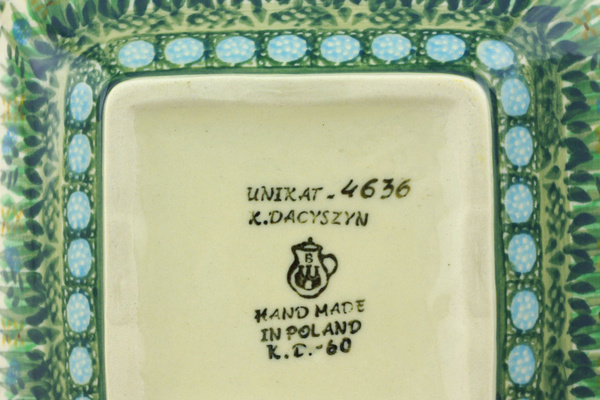 UNIKAT - 4636
K.DACYSZYN
B
HAND MADE
IN POLAND
K.D.-60